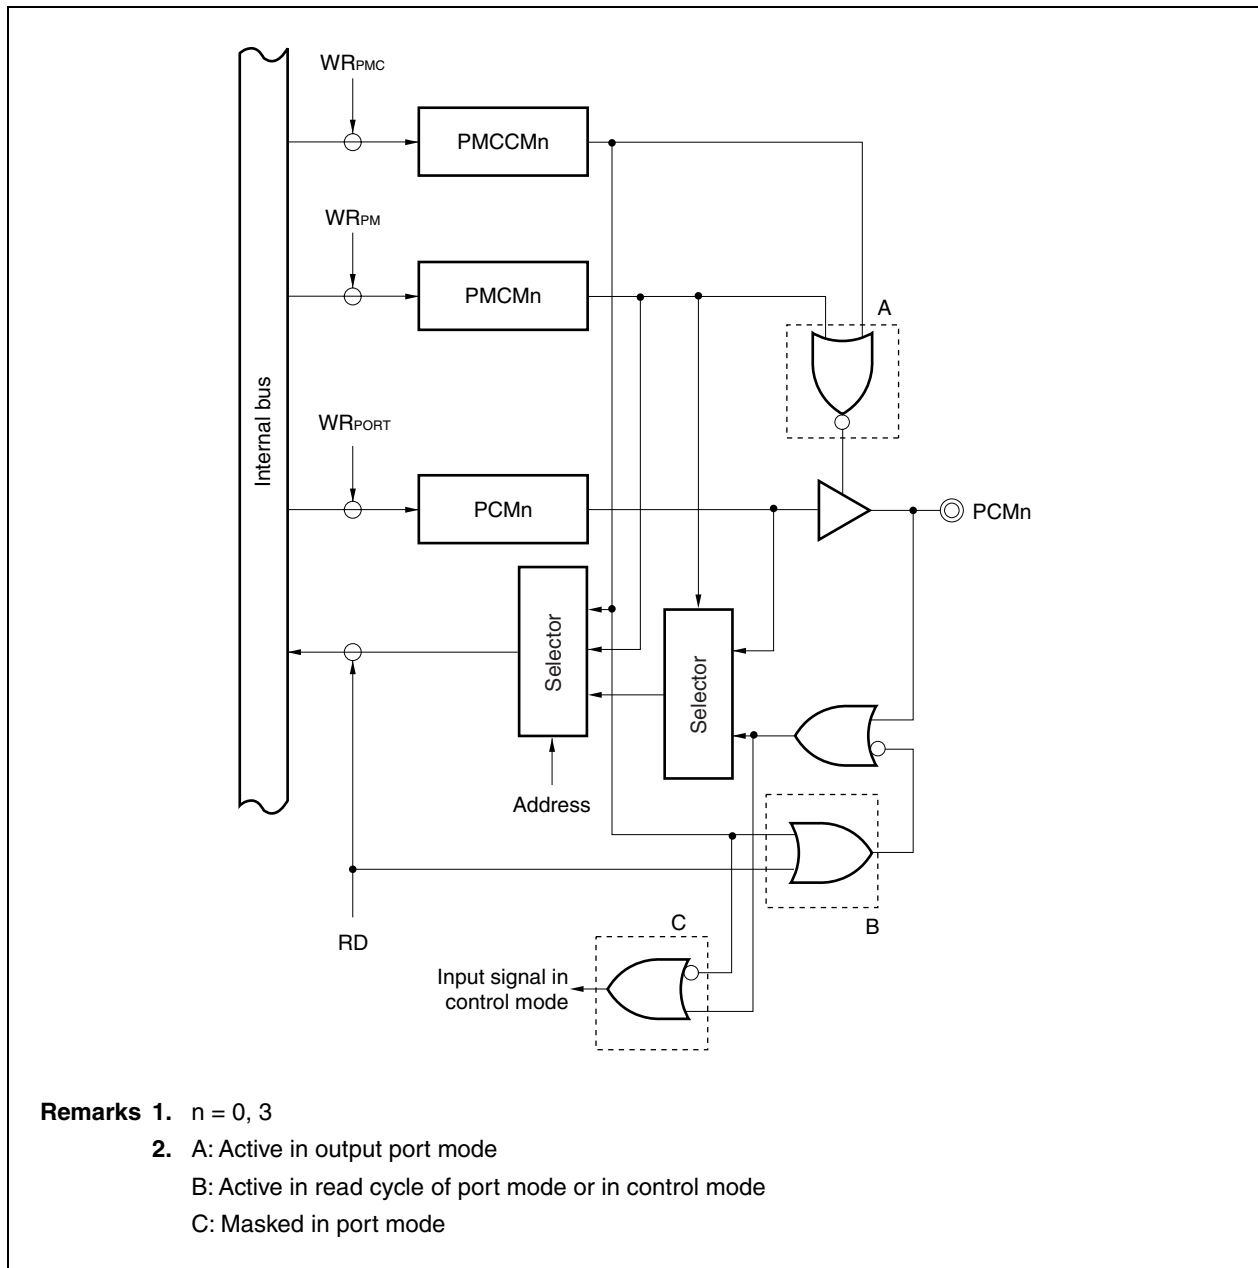 WRPMC
PMCCMn
WRPM
PMCMn
A
Internal bus
WRPORT
PCMn
PCMn
Selector
Selector
Address
RD
B
C
Input signal in
control mode
Remarks 1. n = 0, 3
2. A: Active in output port mode
B: Active in read cycle of port mode or in control mode
C: Masked in port mode